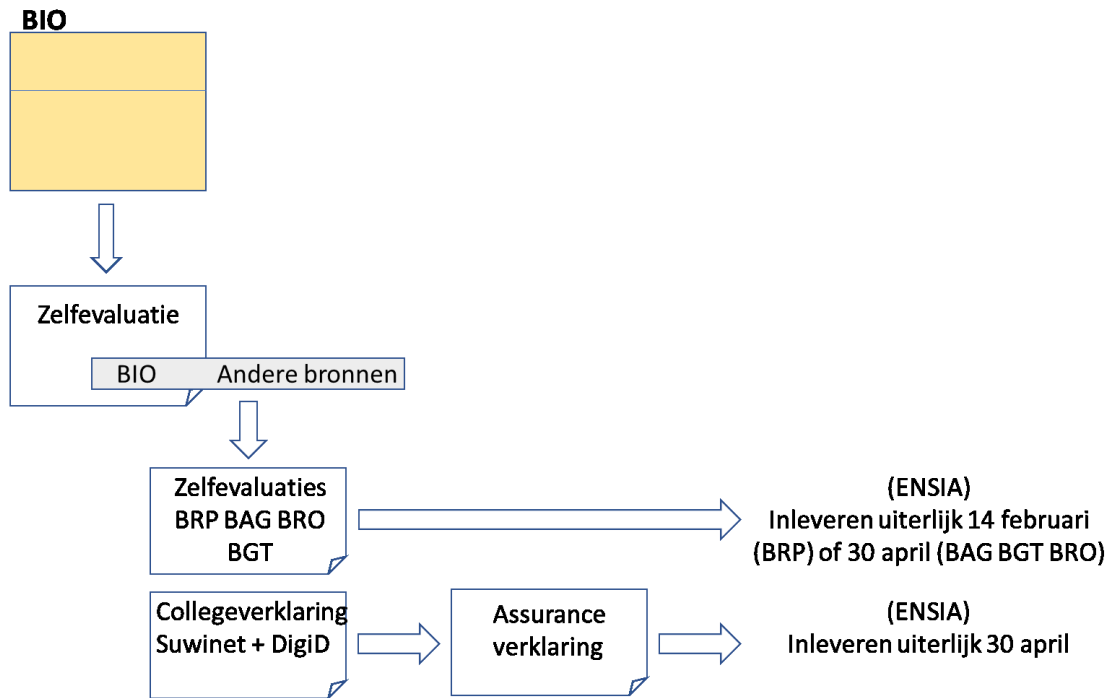 BIO
Zelfevaluatie
BIO Andere bronnen
Zelfevaluaties
BRP BAG BRO
BGT
(ENSIA)
Inleveren uiterlijk 14 februari
(BRP) of 30 april (BAG BGT BRO)
Collegeverklaring
Suwinet + DigiD
Assurance
verklaring
(ENSIA)
Inleveren uiterlijk 30 april